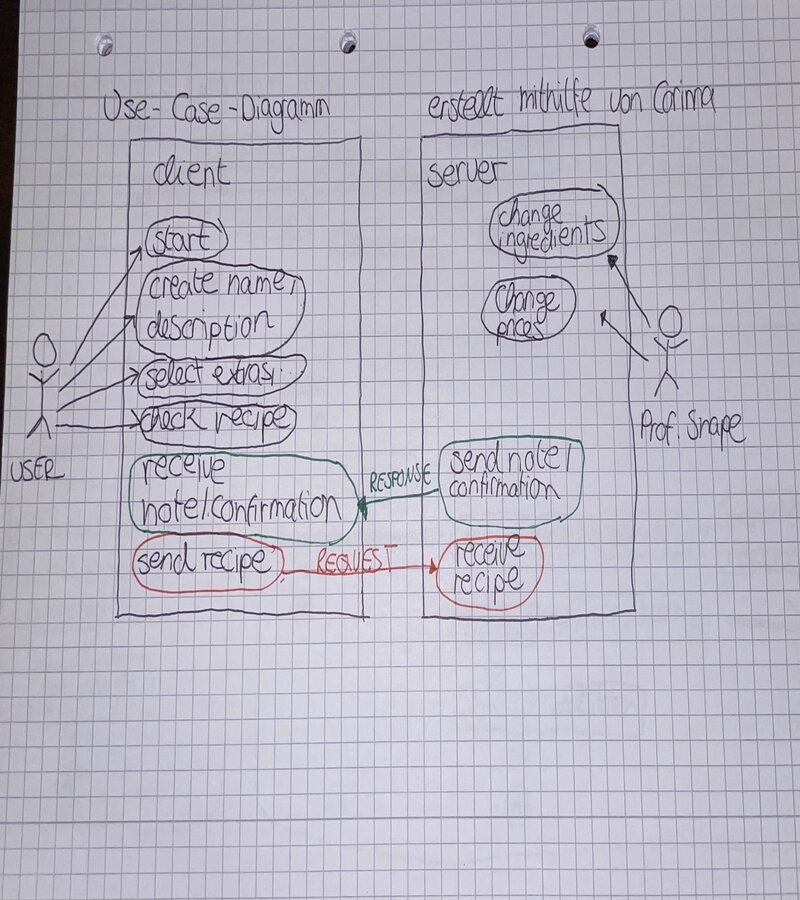 Use-Case-Diagramm
erstellt mithilfe von Corinna
client
start
create name,
description
select extras,..
check recipe
receive
note/confirmation
send recipe
USER
RESPONSE
REQUEST
server
change
ingredients
change
prices
send note/
confirmation
receive
recipe
Prof. Snape